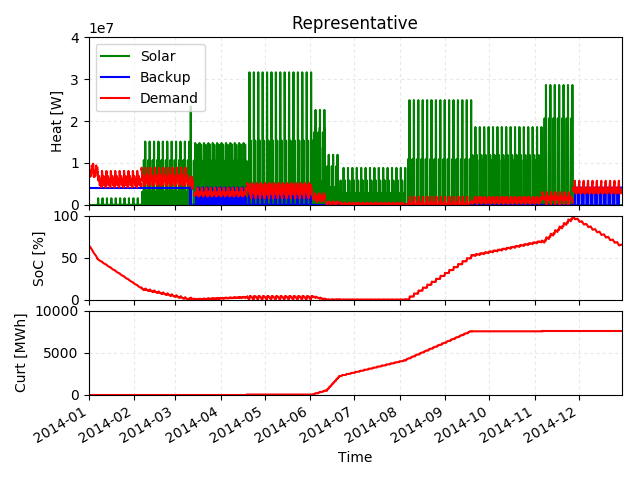 Representative
1e7
4
3
2
1
0
Heat [W]
Solar
Backup
Demand
100
50
0
SoC [%]
10000
5000
0
Curt [MWh]
2014-01
2014-02
2014-03
2014-04
2014-05
2014-06
2014-07
2014-08
2014-09
2014-10
2014-11
2014-12
Time